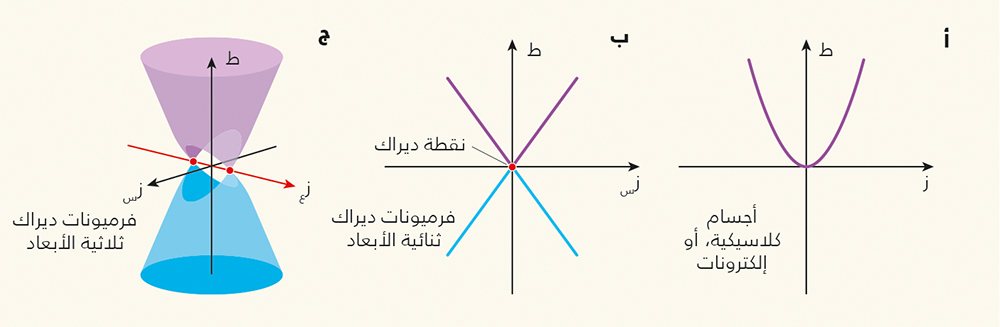 أ
ط
ز
أجسام
كلاسيكية، أو
إلكترونات
ب
ط
نقطة ديراك
زس
فرميونات ديراك
ثنائية الأبعاد
ج
ط
زس
زع
فرميونات ديراك
ثلاثية الأبعاد